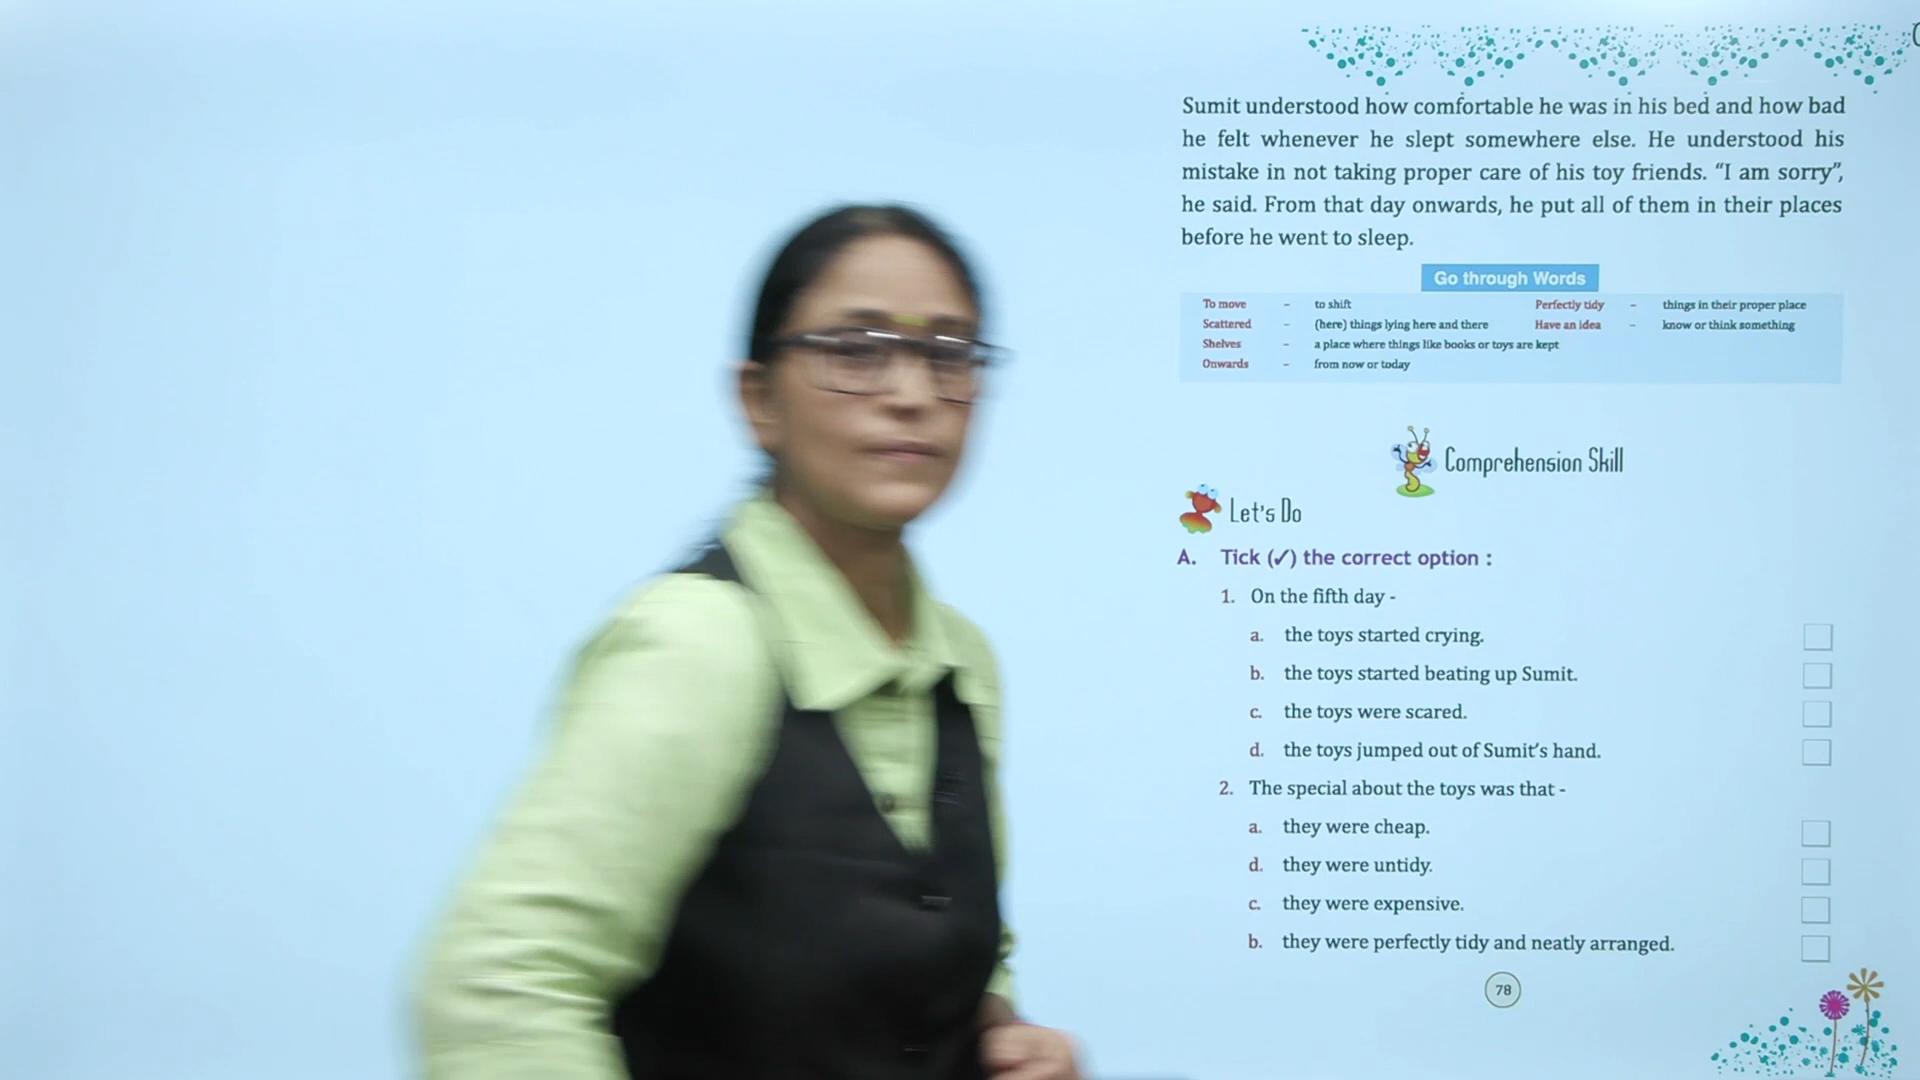 Sumit understood how comfortable he was in his bed and how bad
he felt whenever he slept somewhere else. He understood his
mistake in not taking proper care of his toy friends. “I am sorry”,
he said. From that day onwards, he put all of them in their places
before he went to sleep.
Go through Words
To move - to shift Perfectly tidy - things in their proper place
Scattered - (here) things lying here and there Have an idea - know or think something
Shelves - a place where things like books or toys are kept
Onwards - from now or today
Comprehension Skill
Let's Do
A. Tick (✓) the correct option :
1. On the fifth day -
a. the toys started crying.
b. the toys started beating up Sumit.
c. the toys were scared.
d. the toys jumped out of Sumit's hand.
2. The special about the toys was that -
a. they were cheap.
d. they were untidy.
c. they were expensive.
b. they were perfectly tidy and neatly arranged.
78